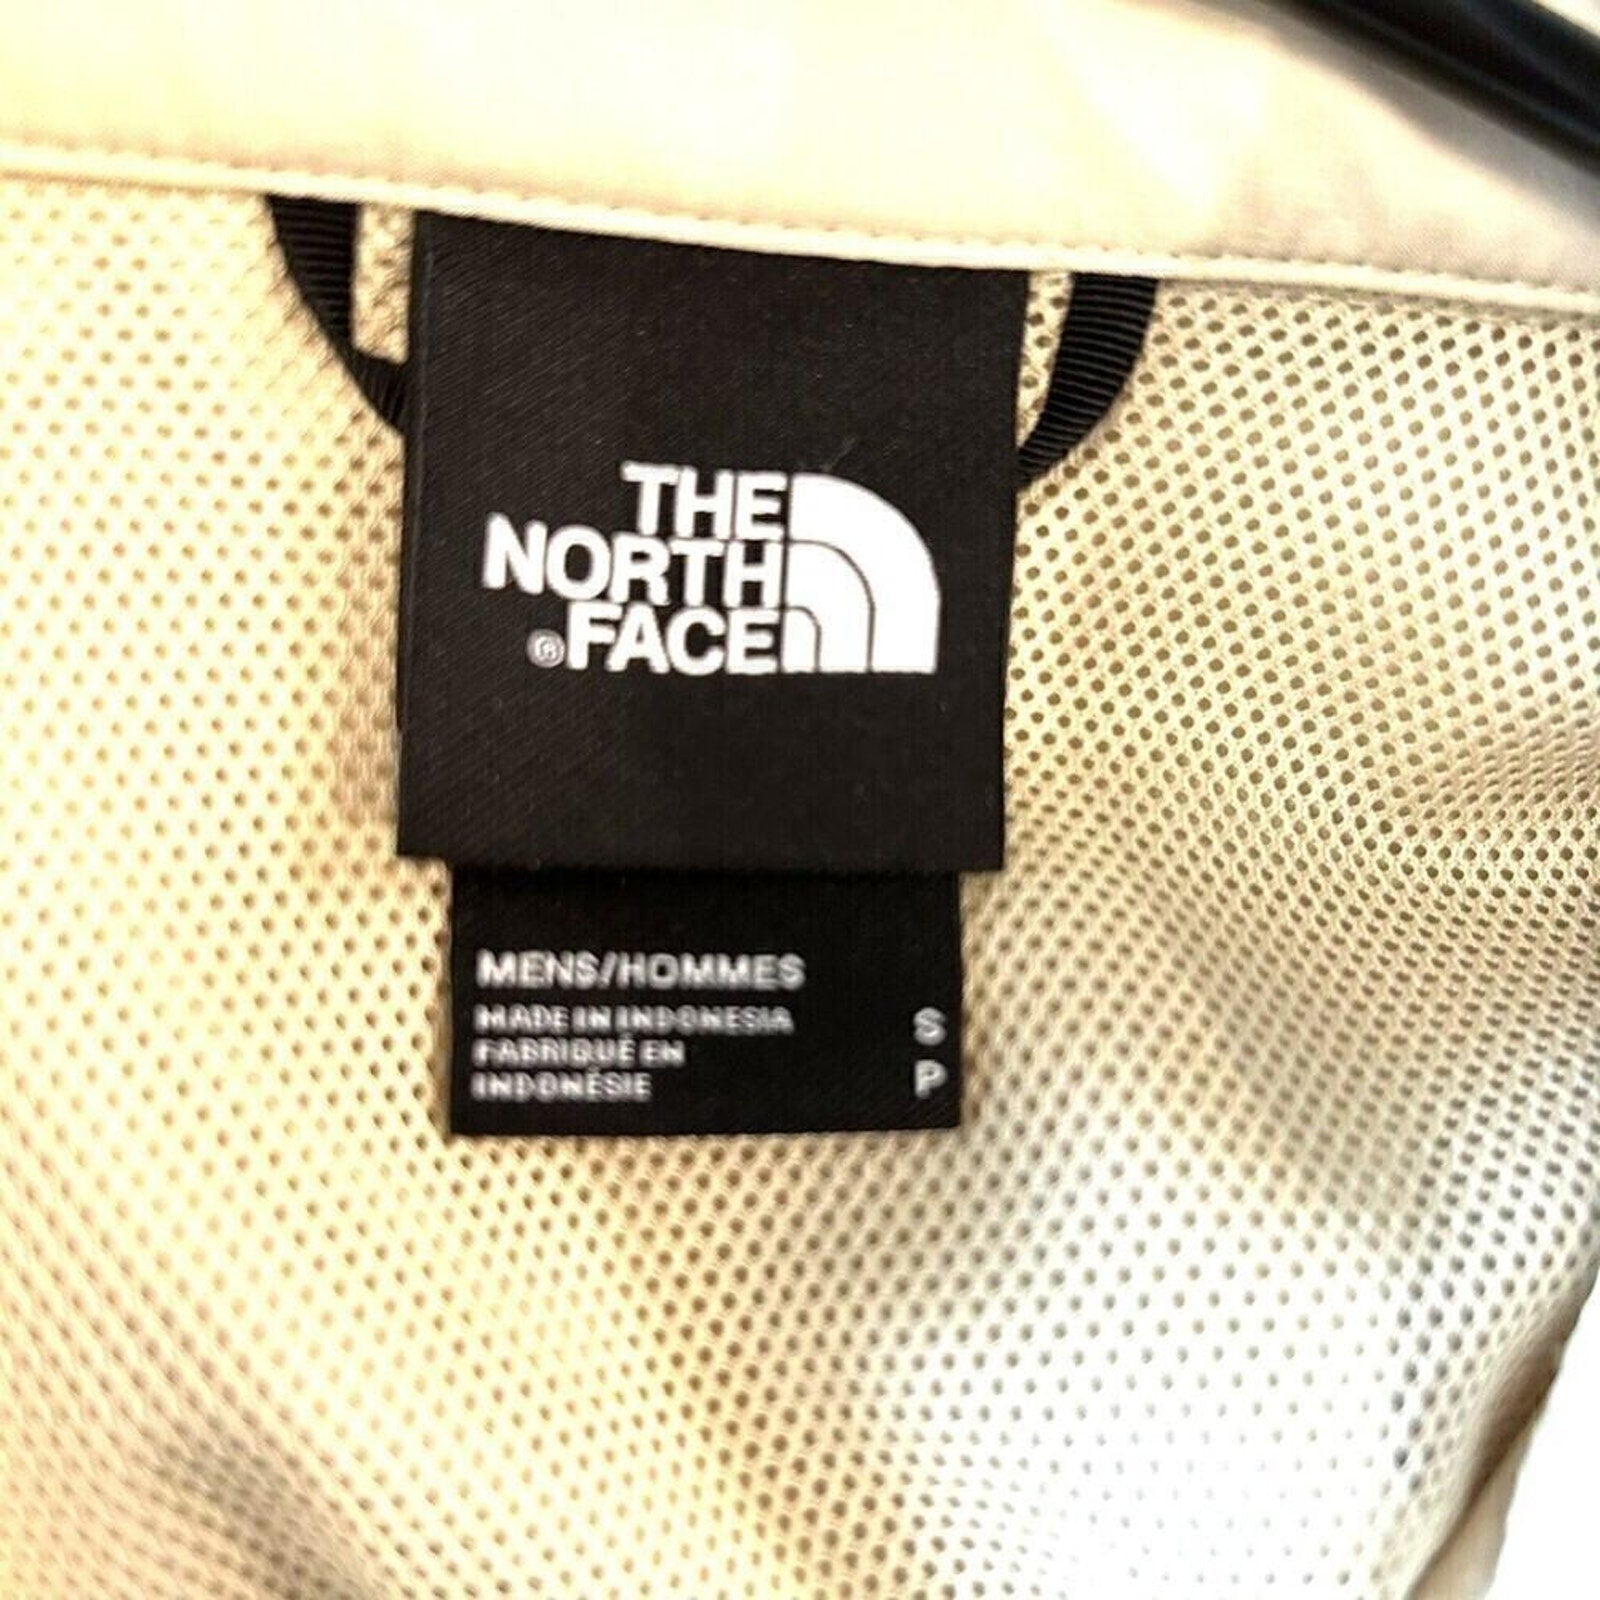 THE
NORTH
®FACE
MENS/HOMMES
MADE IN INDONESIA
FABRIQUÉ EN
INDONÉSIE
S
P